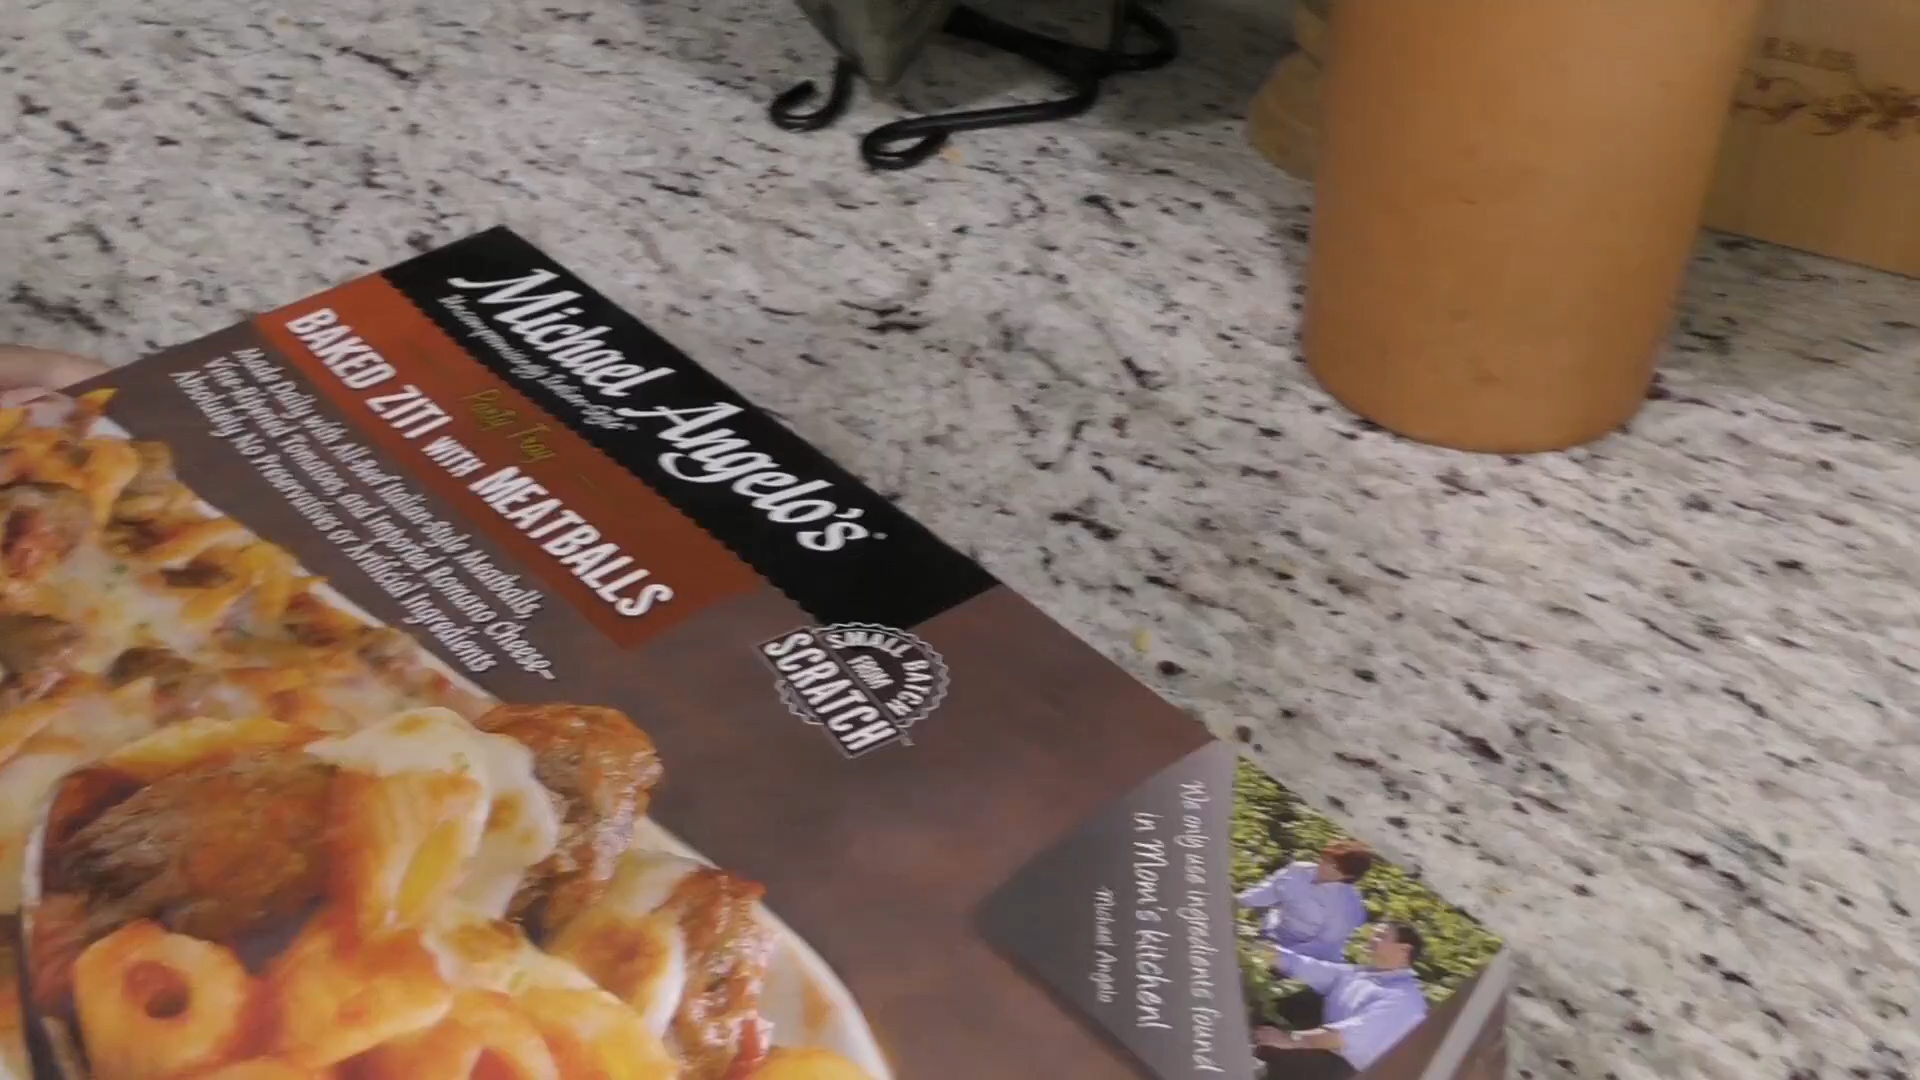 Michael Angelo's
Party Tray
BAKED ZITI WITH MEATBALLS
Made Daily with All Beef Italian-Style Meatballs,
Vine-Ripened Tomatoes, and Imported Romano Cheese–
Absolutely No Preservatives or Artificial Ingredients
SMALL BATCH
FROM
SCRATCH
We only use ingredients found
in Mom's kitchen!
-Michael Angelo